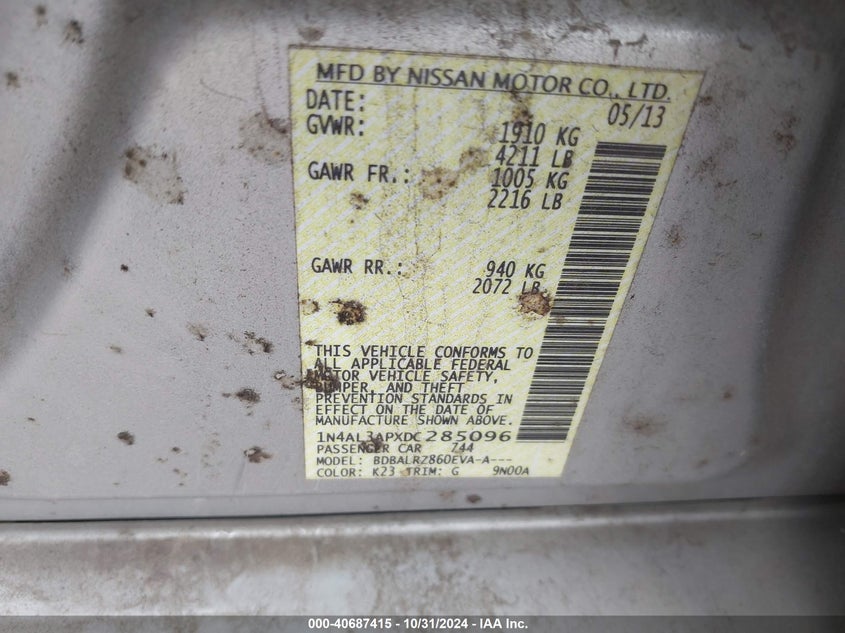 MFD BY NISSAN MOTOR CO., LTD.
DATE: 05/13
GVWR: 1910 KG
4211 LB
GAWR FR.: 1005 KG
2216 LB
GAWR RR.: 940 KG
2072 LB
THIS VEHICLE CONFORMS TO
ALL APPLICABLE FEDERAL
MOTOR VEHICLE SAFETY,
BUMPER, AND THEFT
PREVENTION STANDARDS IN
EFFECT ON THE DATE OF
MANUFACTURE SHOWN ABOVE.
1N4AL3APXDC285096
PASSENGER CAR 744
MODEL: BDBALRZ860EVA-A---
COLOR: K23 TRIM: G 9N00A
000-40687415 - 10/31/2024 - IAA Inc.